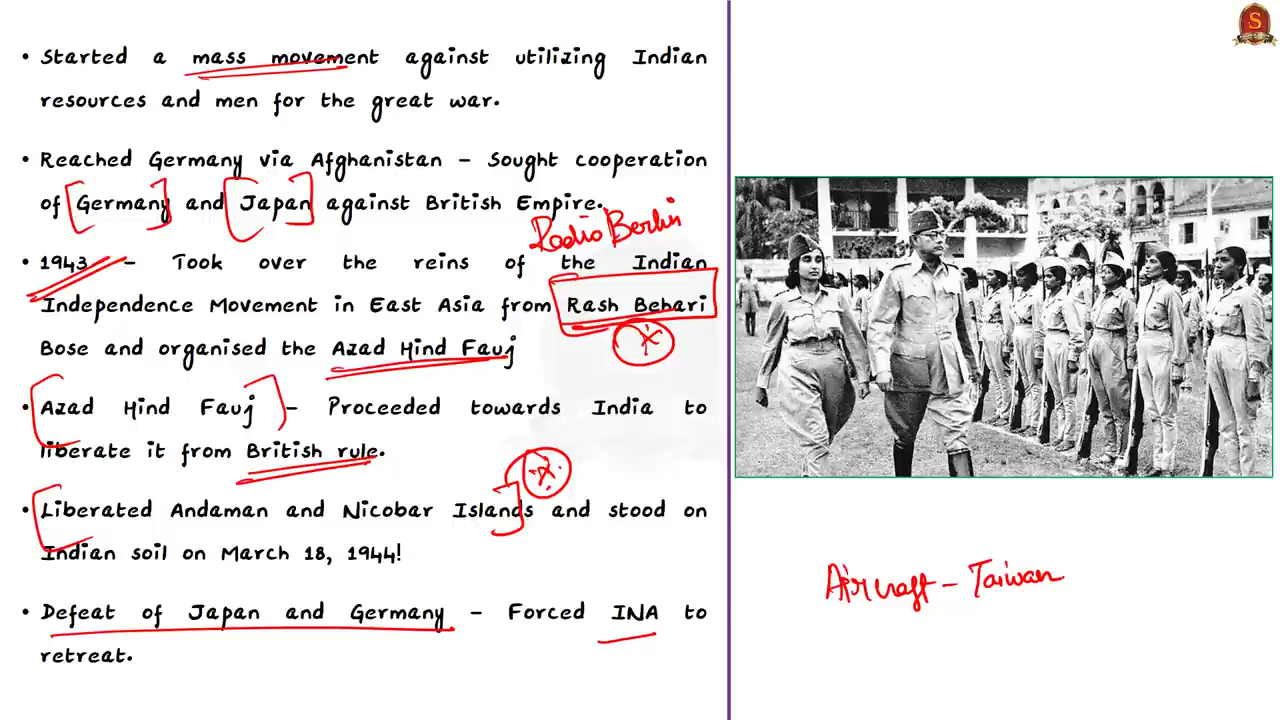 • Started a mass movement against utilizing Indian
resources and men for the great war.
• Reached Germany via Afghanistan - Sought cooperation
of Germany and Japan against British Empire.
Radio Berlin
• 1943 - Took over the reins of the Indian
Independence Movement in East Asia from Rash Behari
Bose and organised the Azad Hind Fauj
• Azad Hind Fauj - Proceeded towards India to
liberate it from British rule.
• Liberated Andaman and Nicobar Islands and stood on
Indian soil on March 18, 1944!
• Defeat of Japan and Germany - Forced INA to
retreat.
S
Aircraft - Taiwan